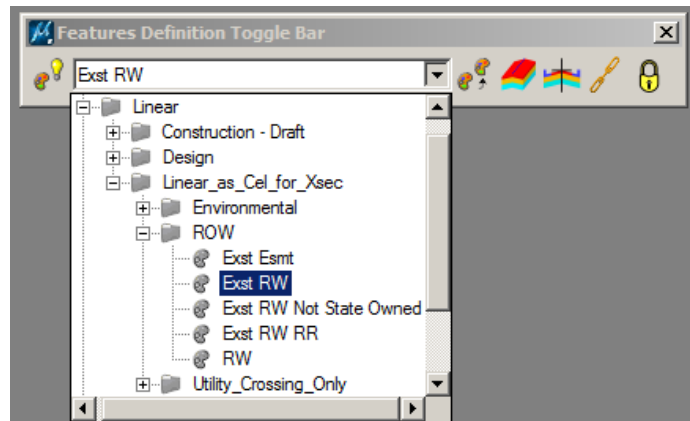 Features Definition Toggle Bar
Exst RW
Linear
Construction - Draft
Design
Linear_as_Cel_for_Xsec
Environmental
ROW
Exst Esmt
Exst RW
Exst RW Not State Owned
Exst RW RR
RW
Utility_Crossing_Only